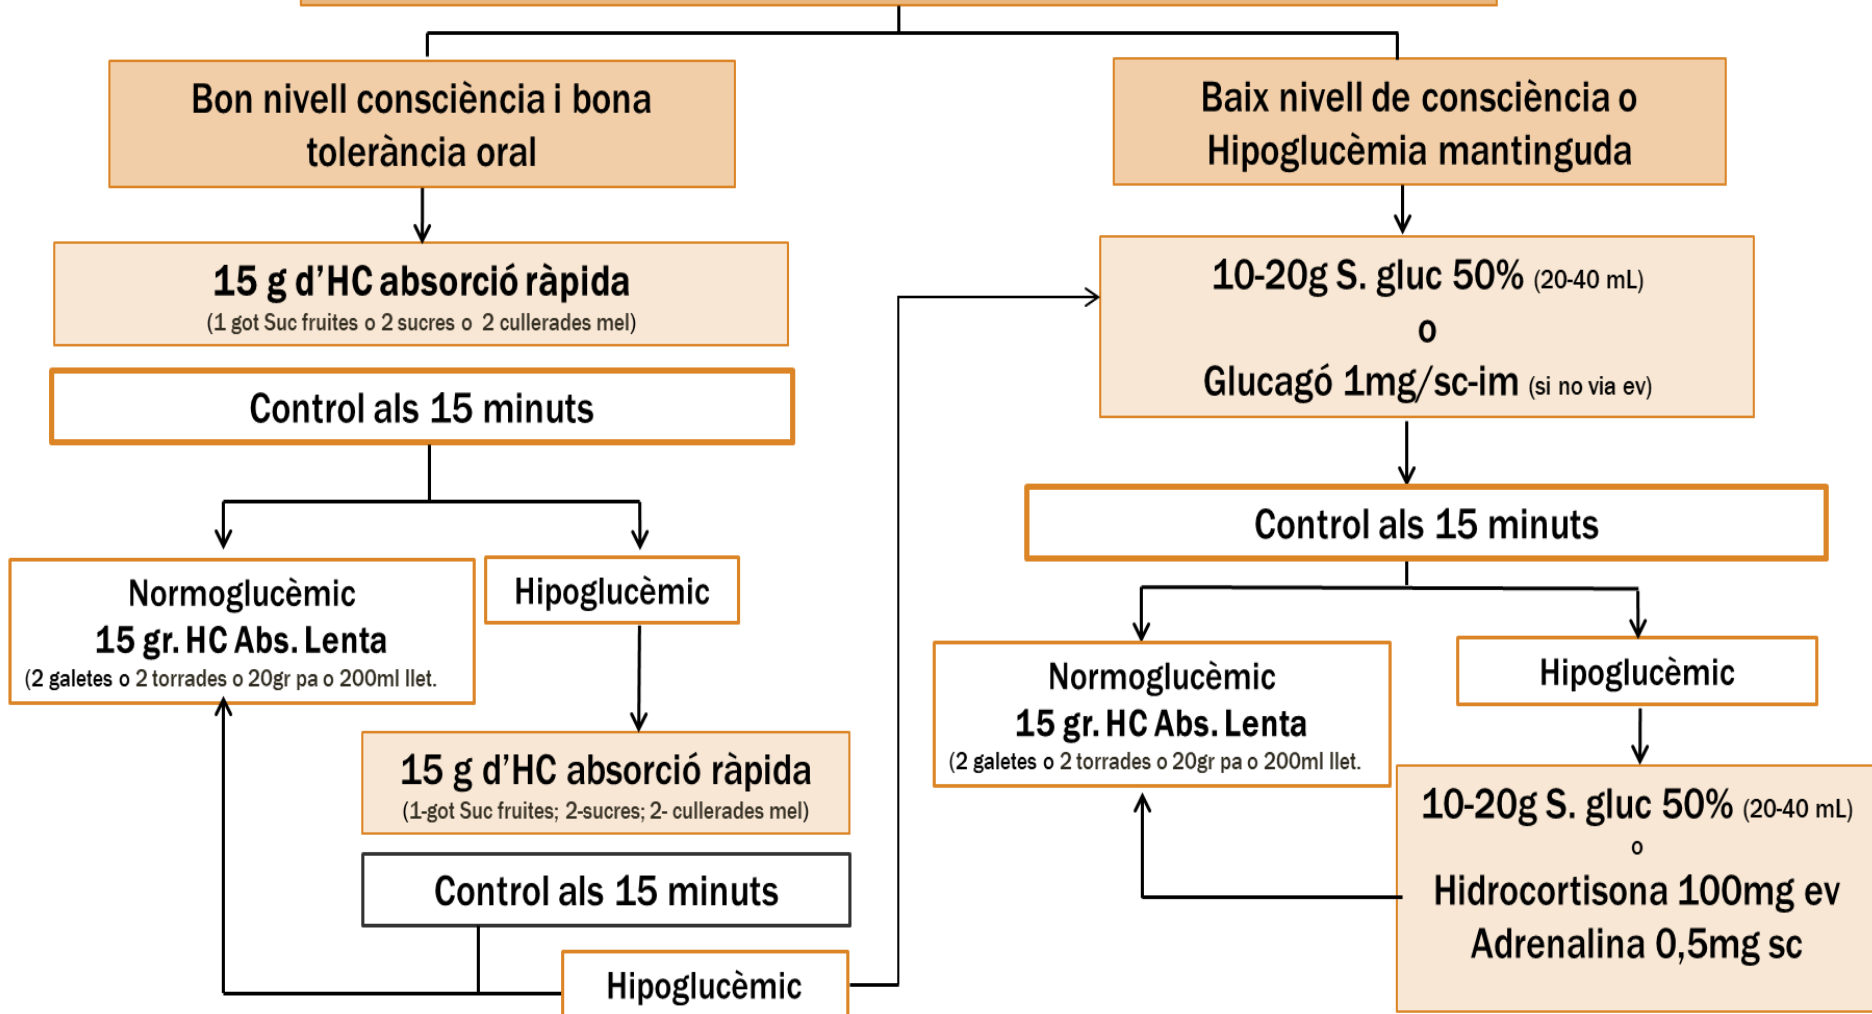 Bon nivell consciència i bona
tolerància oral
15 g d'HC absorció ràpida
(1 got Suc fruites o 2 sucres o 2 cullerades mel)
Control als 15 minuts
Normoglucèmic
15 gr. HC Abs. Lenta
(2 galetes o 2 torrades o 20gr pa o 200ml llet.
Hipoglucèmic
15 g d'HC absorció ràpida
(1-got Suc fruites; 2-sucres; 2- cullerades mel)
Control als 15 minuts
Hipoglucèmic
Baix nivell de consciència o
Hipoglucèmia mantinguda
10-20g S. gluc 50% (20-40 mL)
o
Glucagó 1mg/sc-im (si no via ev)
Control als 15 minuts
Normoglucèmic
15 gr. HC Abs. Lenta
(2 galetes o 2 torrades o 20gr pa o 200ml llet.
Hipoglucèmic
10-20g S. gluc 50% (20-40 mL)
o
Hidrocortisona 100mg ev
Adrenalina 0,5mg sc